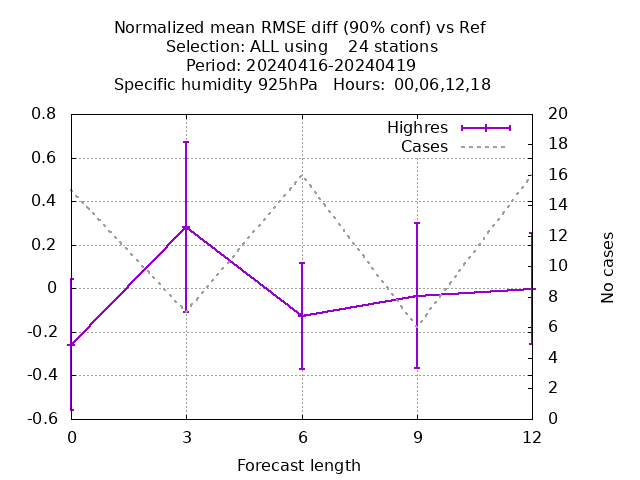 Normalized mean RMSE diff (90% conf) vs Ref
Selection: ALL using    24 stations
Period: 20240416-20240419
Specific humidity 925hPa   Hours:  00,06,12,18
Highres
Cases
0.8
0.6
0.4
0.2
0
-0.2
-0.4
-0.6
20
18
16
14
12
10
8
6
4
2
0
No cases
0 3 6 9 12
Forecast length